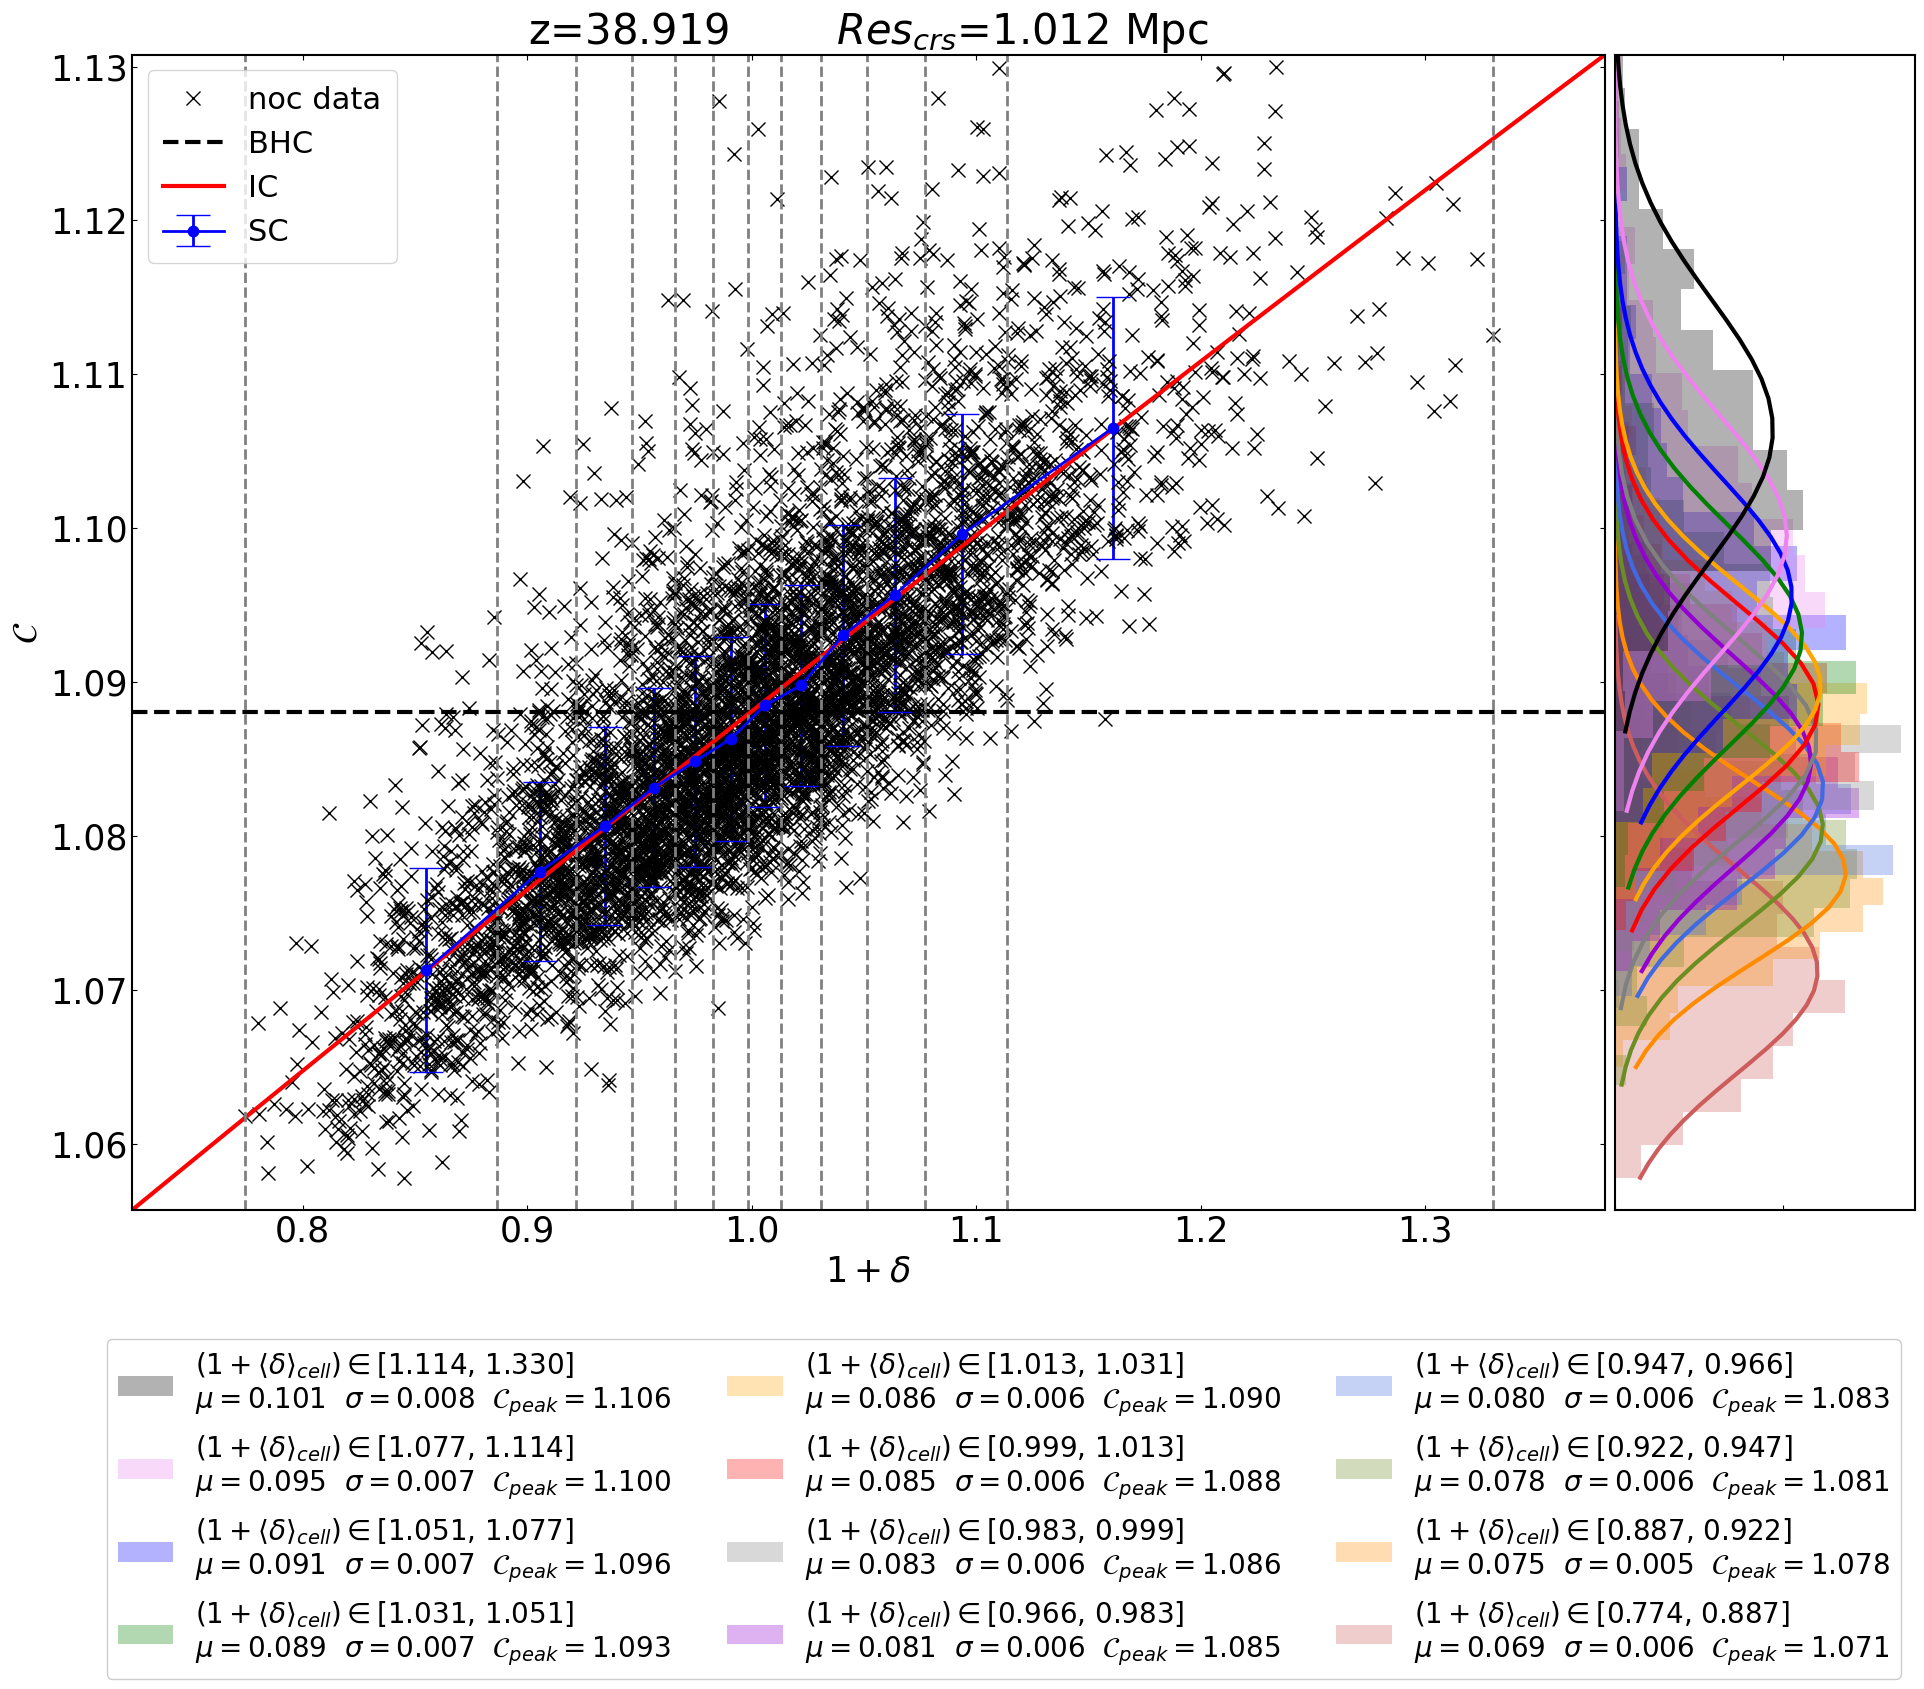 z=38.919 Res_crs=1.012 Mpc
noc data
BHC
IC
SC
1.13
1.12
1.11
1.10
1.09
1.08
1.07
1.06
𝒞
0.8 0.9 1.0 1.1 1.2 1.3
1 + δ
(1 + ⟨δ⟩_cell) ∈ [1.114, 1.330]
μ = 0.101 σ = 0.008 𝒞_peak = 1.106
(1 + ⟨δ⟩_cell) ∈ [1.077, 1.114]
μ = 0.095 σ = 0.007 𝒞_peak = 1.100
(1 + ⟨δ⟩_cell) ∈ [1.051, 1.077]
μ = 0.091 σ = 0.007 𝒞_peak = 1.096
(1 + ⟨δ⟩_cell) ∈ [1.031, 1.051]
μ = 0.089 σ = 0.007 𝒞_peak = 1.093
(1 + ⟨δ⟩_cell) ∈ [1.013, 1.031]
μ = 0.086 σ = 0.006 𝒞_peak = 1.090
(1 + ⟨δ⟩_cell) ∈ [0.999, 1.013]
μ = 0.085 σ = 0.006 𝒞_peak = 1.088
(1 + ⟨δ⟩_cell) ∈ [0.983, 0.999]
μ = 0.083 σ = 0.006 𝒞_peak = 1.086
(1 + ⟨δ⟩_cell) ∈ [0.966, 0.983]
μ = 0.081 σ = 0.006 𝒞_peak = 1.085
(1 + ⟨δ⟩_cell) ∈ [0.947, 0.966]
μ = 0.080 σ = 0.006 𝒞_peak = 1.083
(1 + ⟨δ⟩_cell) ∈ [0.922, 0.947]
μ = 0.078 σ = 0.006 𝒞_peak = 1.081
(1 + ⟨δ⟩_cell) ∈ [0.887, 0.922]
μ = 0.075 σ = 0.005 𝒞_peak = 1.078
(1 + ⟨δ⟩_cell) ∈ [0.774, 0.887]
μ = 0.069 σ = 0.006 𝒞_peak = 1.071